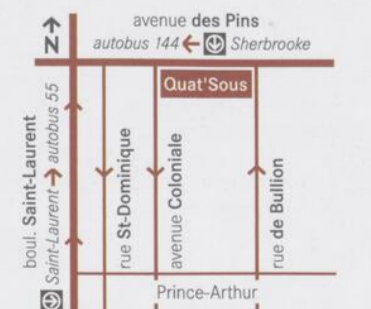 N
avenue des Pins
autobus 144 ← Sherbrooke
Quat'Sous
boul. Saint-Laurent
Saint-Laurent → autobus 55
rue St-Dominique
avenue Coloniale
rue de Bullion
Prince-Arthur